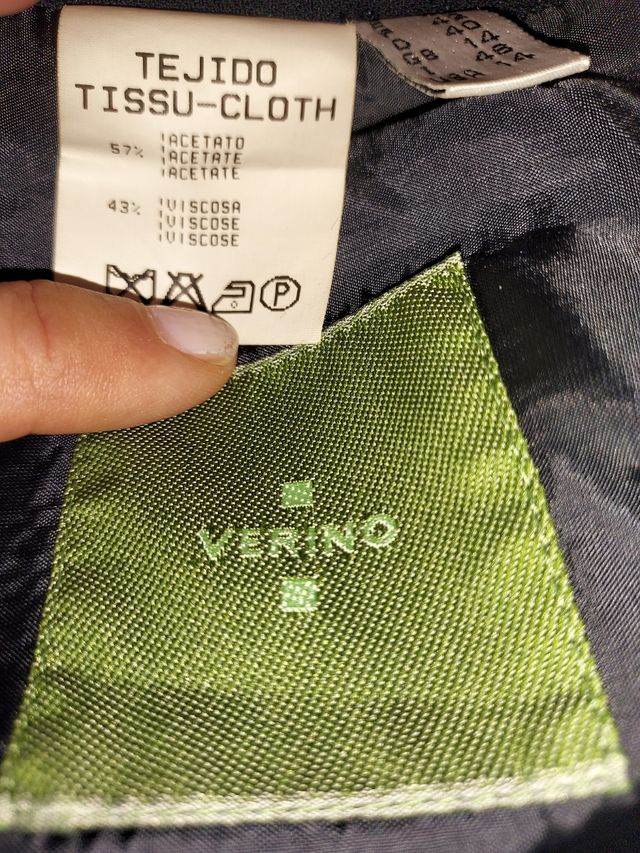 TEJIDO
TISSU-CLOTH
57% ACETATO
ACETATE
ACETATE
43% VISCOSA
VISCOSE
VISCOSE
P
VERINO